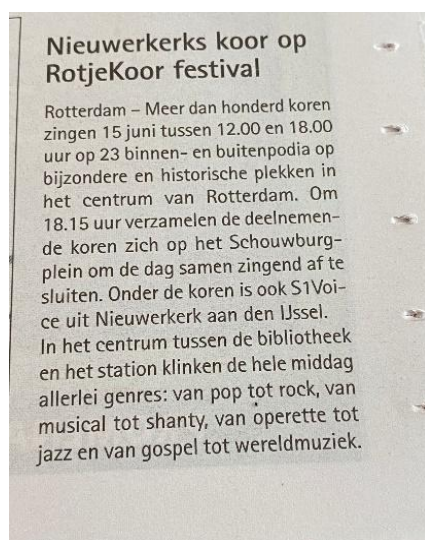 Nieuwerkerks koor op
RotjeKoor festival
Rotterdam – Meer dan honderd koren
zingen 15 juni tussen 12.00 en 18.00
uur op 23 binnen- en buitenpodia op
bijzondere en historische plekken in
het centrum van Rotterdam. Om
18.15 uur verzamelen de deelnemen-
de koren zich op het Schouwburg-
plein om de dag samen zingend af te
sluiten. Onder de koren is ook S1Voi-
ce uit Nieuwerkerk aan den IJssel.
In het centrum tussen de bibliotheek
en het station klinken de hele middag
allerlei genres: van pop tot rock, van
musical tot shanty, van operette tot
jazz en van gospel tot wereldmuziek.